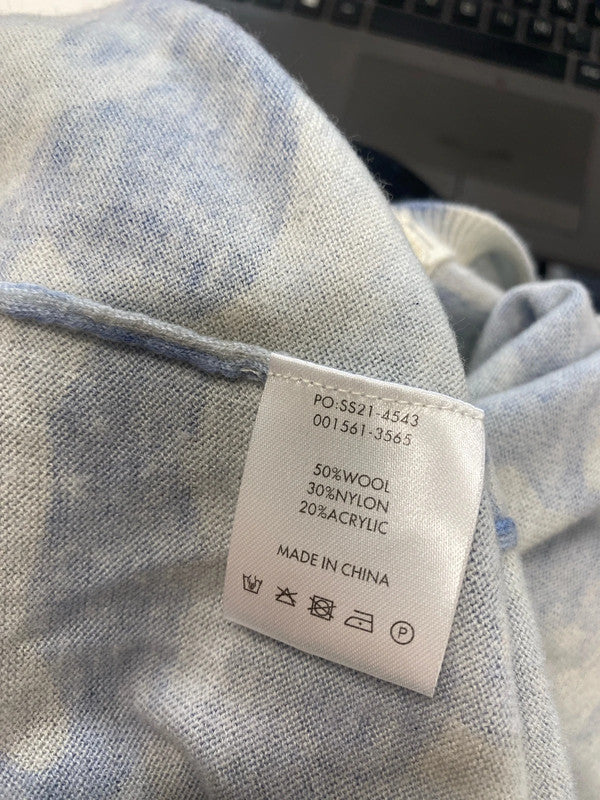 PO:SS21-4543
001561-3565
50%WOOL
30%NYLON
20%ACRYLIC
MADE IN CHINA
P